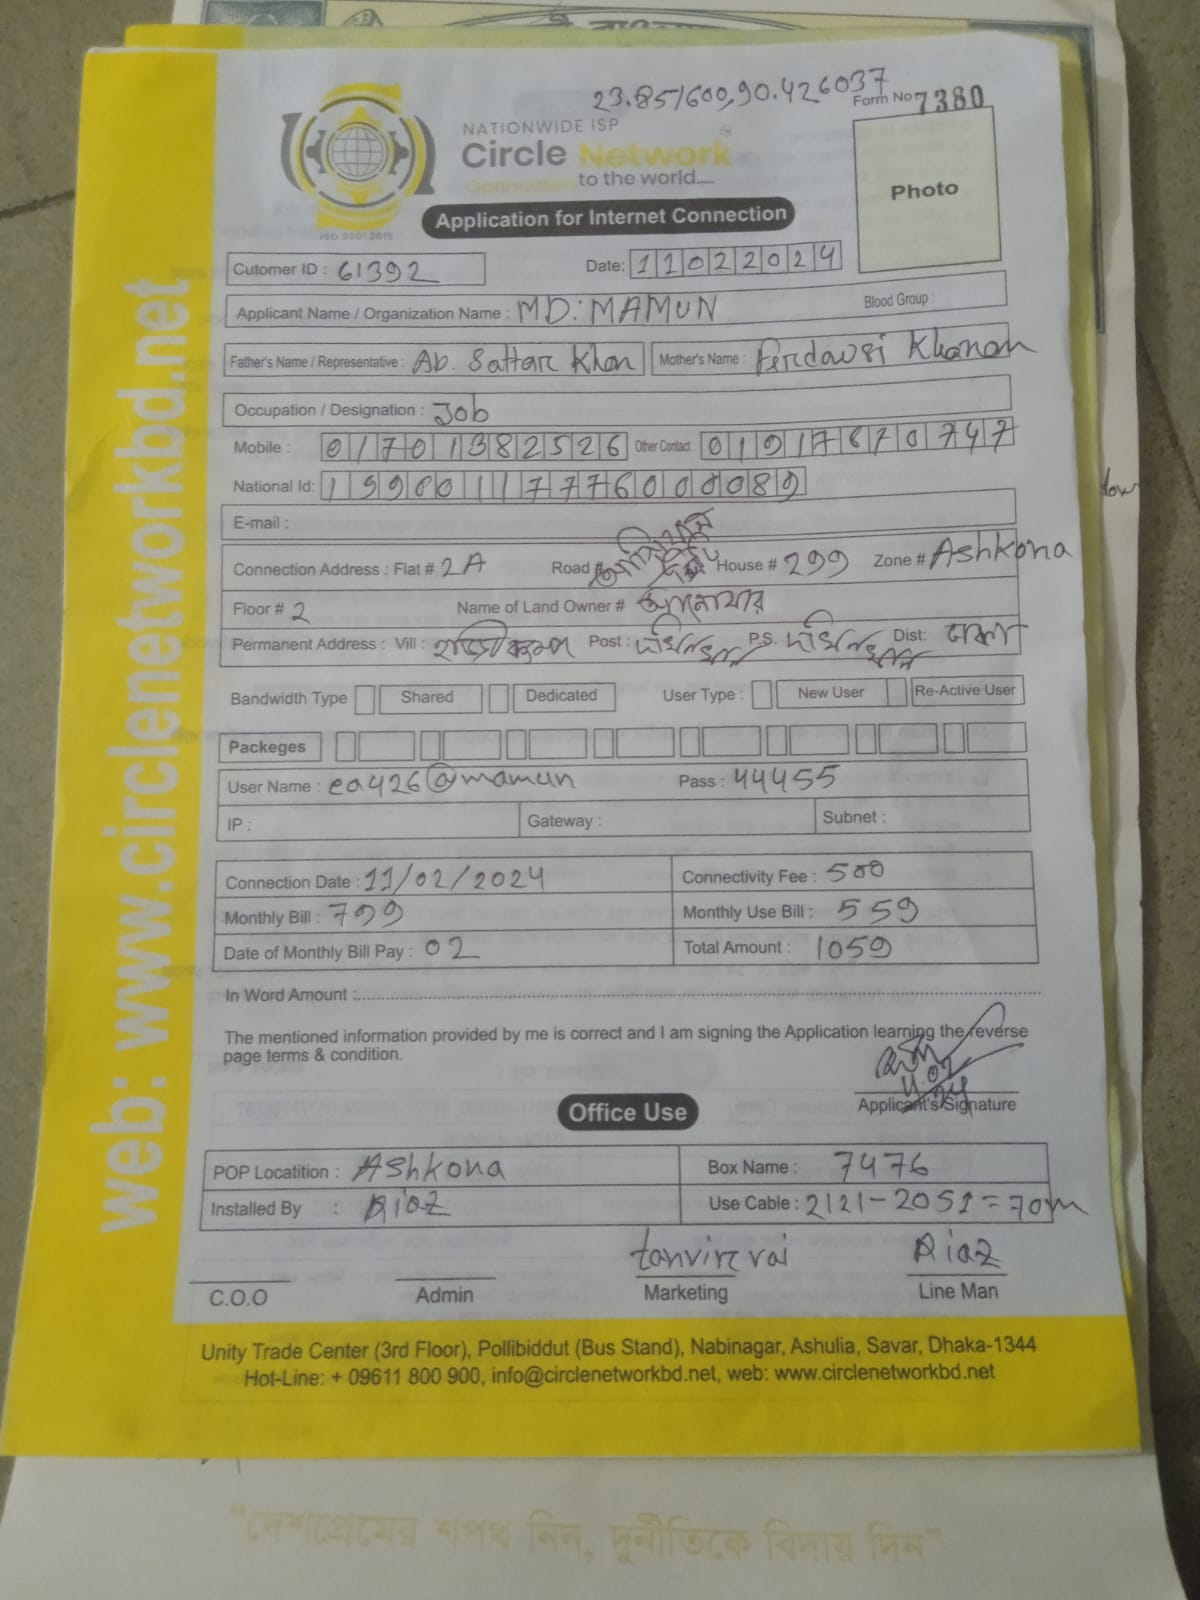 23.851600,90.426037
Form No 7380
NATIONWIDE ISP
Circle Network
Connected to the world.....
ISO 9001:2015
Photo
Application for Internet Connection
Cutomer ID : 61392 Date: 11022024
Applicant Name / Organization Name : MD: MAMUN Blood Group :
Father's Name / Representative : Ab. Sattar Khan Mother's Name : Ferdawsi Khanam
Occupation / Designation : Job
Mobile : 01701382526 Other Contact : 01917870747
National Id: 19980117776000089
E-mail :
Connection Address : Flat # 2A Road # House # 299 Zone # Ashkona
Floor # 2 Name of Land Owner # আনোয়ার
Permanent Address : Vill : Post : P.S. Dist: ঢাকা
Bandwidth Type Shared Dedicated User Type : New User Re-Active User
Packeges
User Name : ea426@mamun Pass : 44455
IP : Gateway : Subnet :
Connection Date : 11/02/2024 Connectivity Fee : 500
Monthly Bill : 799 Monthly Use Bill : 559
Date of Monthly Bill Pay : 02 Total Amount : 1059
In Word Amount :
The mentioned information provided by me is correct and I am signing the Application learning the reverse
page terms & condition.
Applicant's Signature
Office Use
POP Locatition : Ashkona Box Name : 7476
Installed By : Riaz Use Cable : 2121-2051=70m
tanvir vai Riaz
C.O.O Admin Marketing Line Man
Unity Trade Center (3rd Floor), Pollibiddut (Bus Stand), Nabinagar, Ashulia, Savar, Dhaka-1344
Hot-Line: + 09611 800 900, info@circlenetworkbd.net, web: www.circlenetworkbd.net
web: www.circlenetworkbd.net
“দেশপ্রেমের শপথ নিন, দুর্নীতিকে বিদায় দিন”